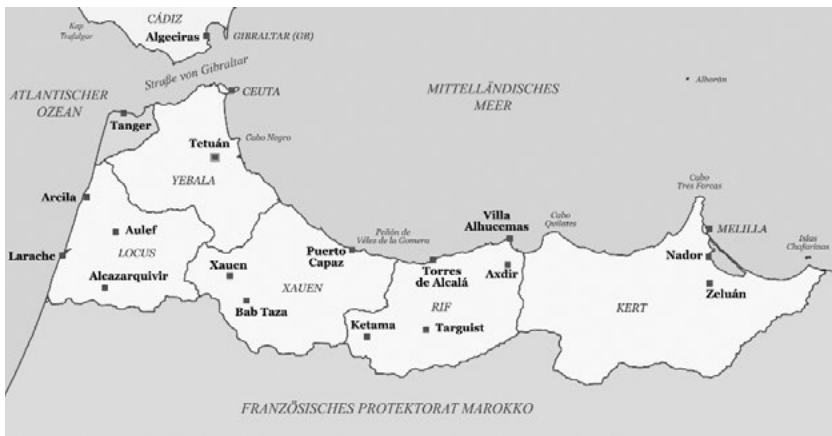 CÁDIZ
Kap
Trafalgar
Algeciras
GIBRALTAR (GB)
Straße von Gibraltar
ATLANTISCHER
OZEAN
CEUTA
MITTELLÄNDISCHES
MEER
Alborán
Tanger
Tetuán
Cabo Negro
YEBALA
Arcila
Cabo
Tres Forcas
Aulef
Villa
Alhucemas
Cabo
Quilates
Peñón de
Véles de la Gomera
MELILLA
Islas
Chafarinas
Larache
LOCUS
Puerto
Capaz
Nador
Xauen
Torres
de Alcalá
Axdir
Alcazarquivir
XAUEN
Zeluán
Bab Taza
RIF
KERT
Ketama
Targuist
FRANZÖSISCHES PROTEKTORAT MAROKKO